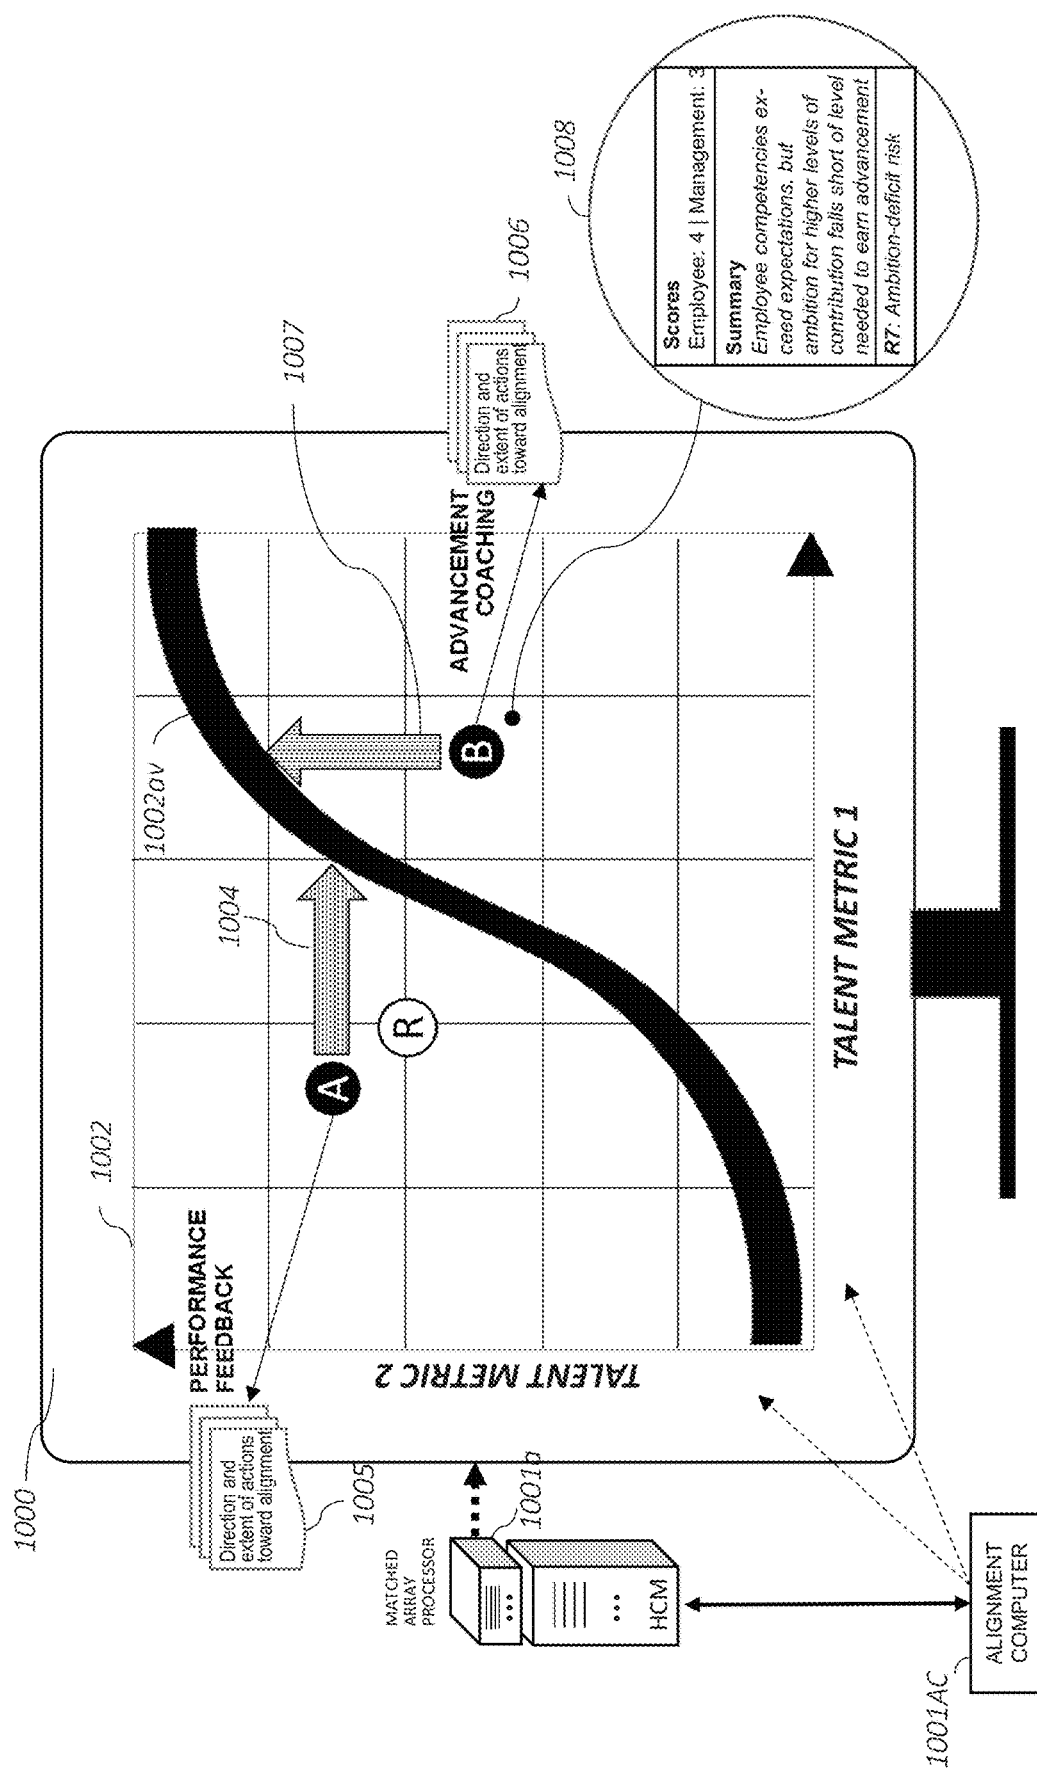 1000
1002
PERFORMANCE
FEEDBACK
Direction and
extent of actions
toward alignment
1005
A
1004
R
1002av
B
1007
ADVANCEMENT
COACHING
Direction and
extent of actions
toward alignment
1006
1008
Scores
Employee: 4 | Management: 3
Summary
Employee competencies ex-
ceed expectations, but
ambition for higher levels of
contribution falls short of level
needed to earn advancement
R7: Ambition-deficit risk
TALENT METRIC 2
TALENT METRIC 1
MATCHED
ARRAY
PROCESSOR
1001a
HCM
1001AC
ALIGNMENT
COMPUTER